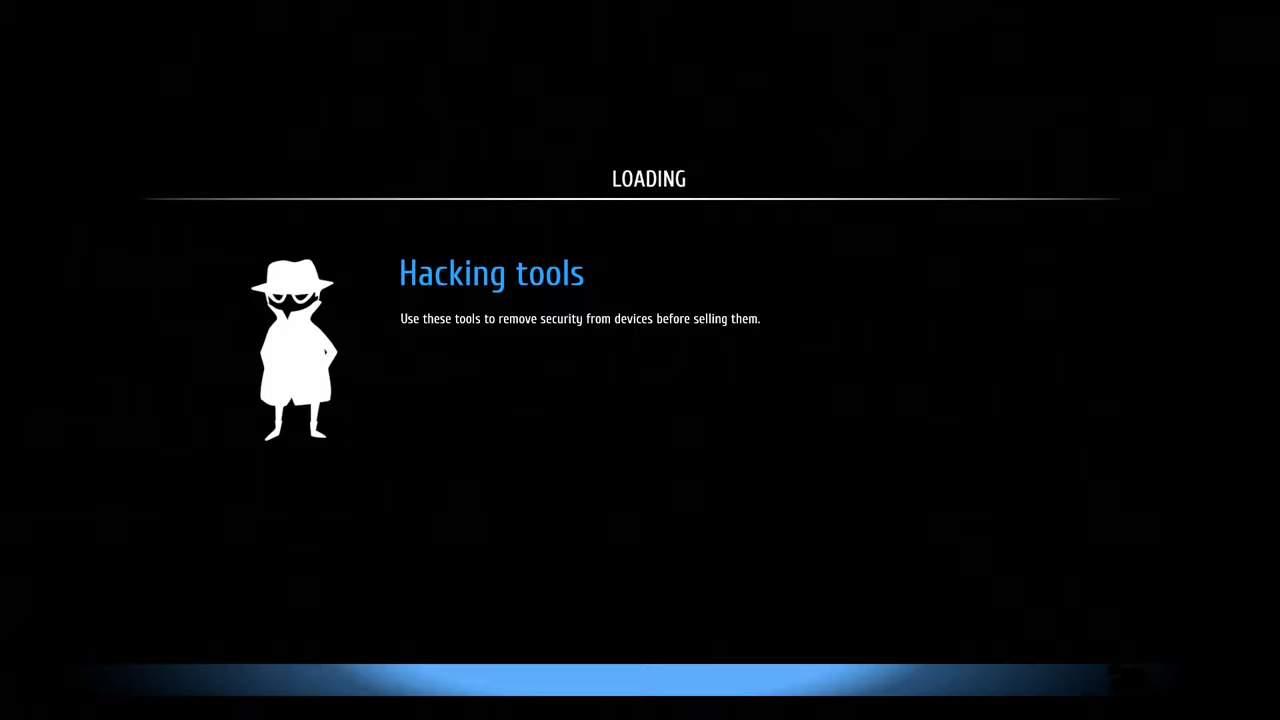 LOADING
Hacking tools
Use these tools to remove security from devices before selling them.